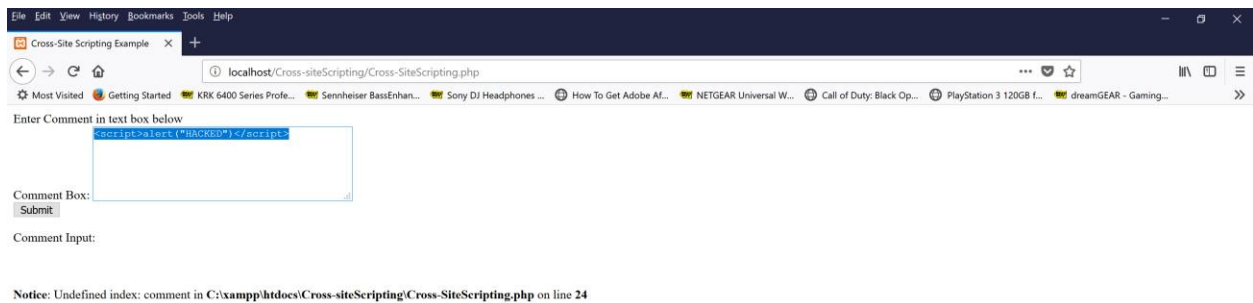 File Edit View History Bookmarks Tools Help
Cross-Site Scripting Example
localhost/Cross-siteScripting/Cross-SiteScripting.php
Most Visited Getting Started KRK 6400 Series Profe... Sennheiser BassEnhan... Sony DJ Headphones ... How To Get Adobe Af... NETGEAR Universal W... Call of Duty: Black Op... PlayStation 3 120GB f... dreamGEAR - Gaming...
Enter Comment in text box below
<script>alert("HACKED")</script>
Comment Box:
Submit
Comment Input:
Notice: Undefined index: comment in C:\xampp\htdocs\Cross-siteScripting\Cross-SiteScripting.php on line 24